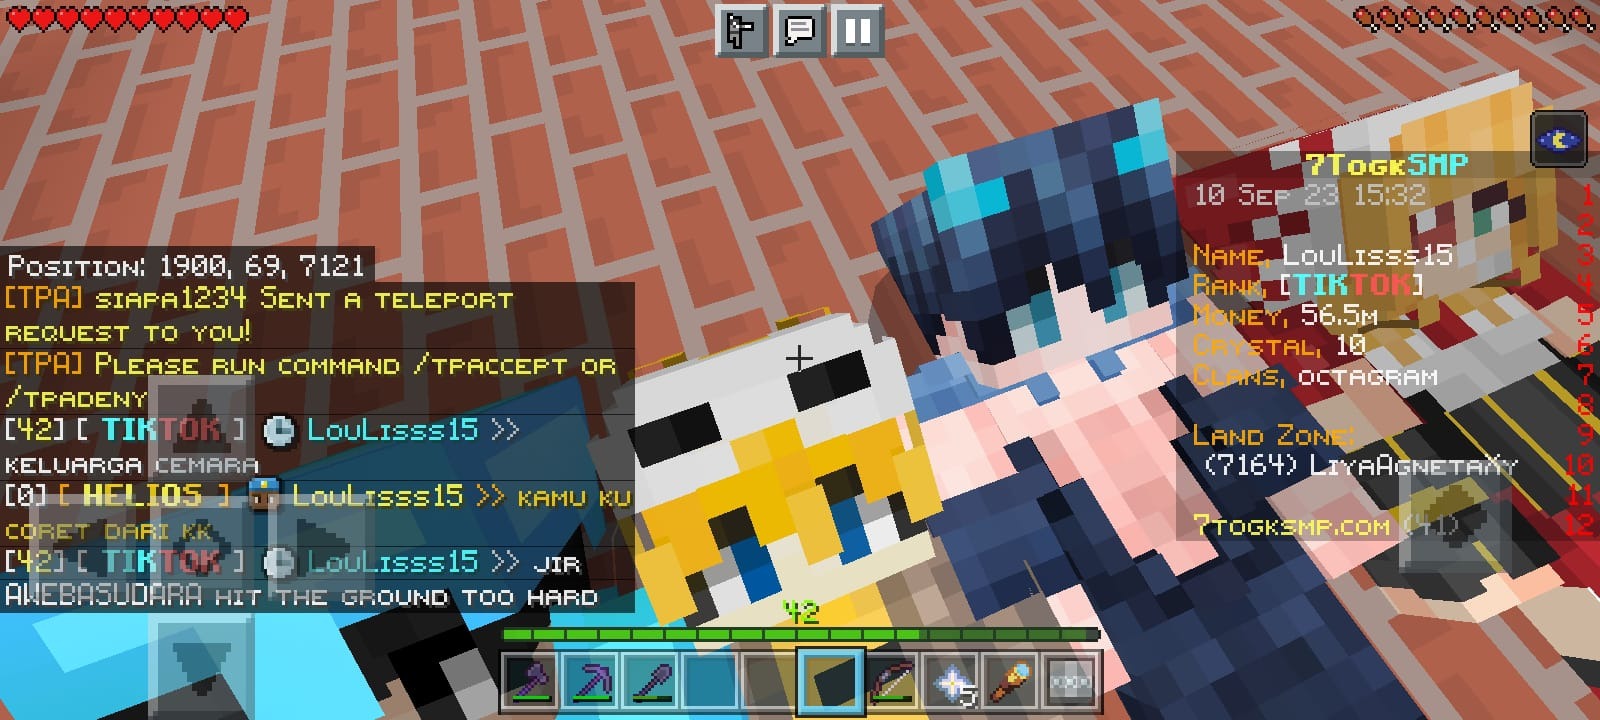 Position: 1900, 69, 7121
[TPA] siapa1234 Sent a teleport
request to you!
[TPA] Please run command /tpaccept or
/tpadeny
[42] [ TIKTOK ] LouLisss15 >>
keluarga cemara
[0] [ HELIOS ] LouLisss15 >> kamu ku
coret dari kk
[42] [ TIKTOK ] LouLisss15 >> jir
AWEBASUDARA hit the ground too hard
7TogkSMP
10 Sep 23 15:32
1
2
Name, LouLisss15
3
Rank, [TIKTOK]
4
Money, 56.5m
5
Crystal, 10
6
Clans, octagram
7
8
Land Zone:
9
(7164) LiyaAgnetaXy
10
11
7togksmp.com (41)
12
42
5